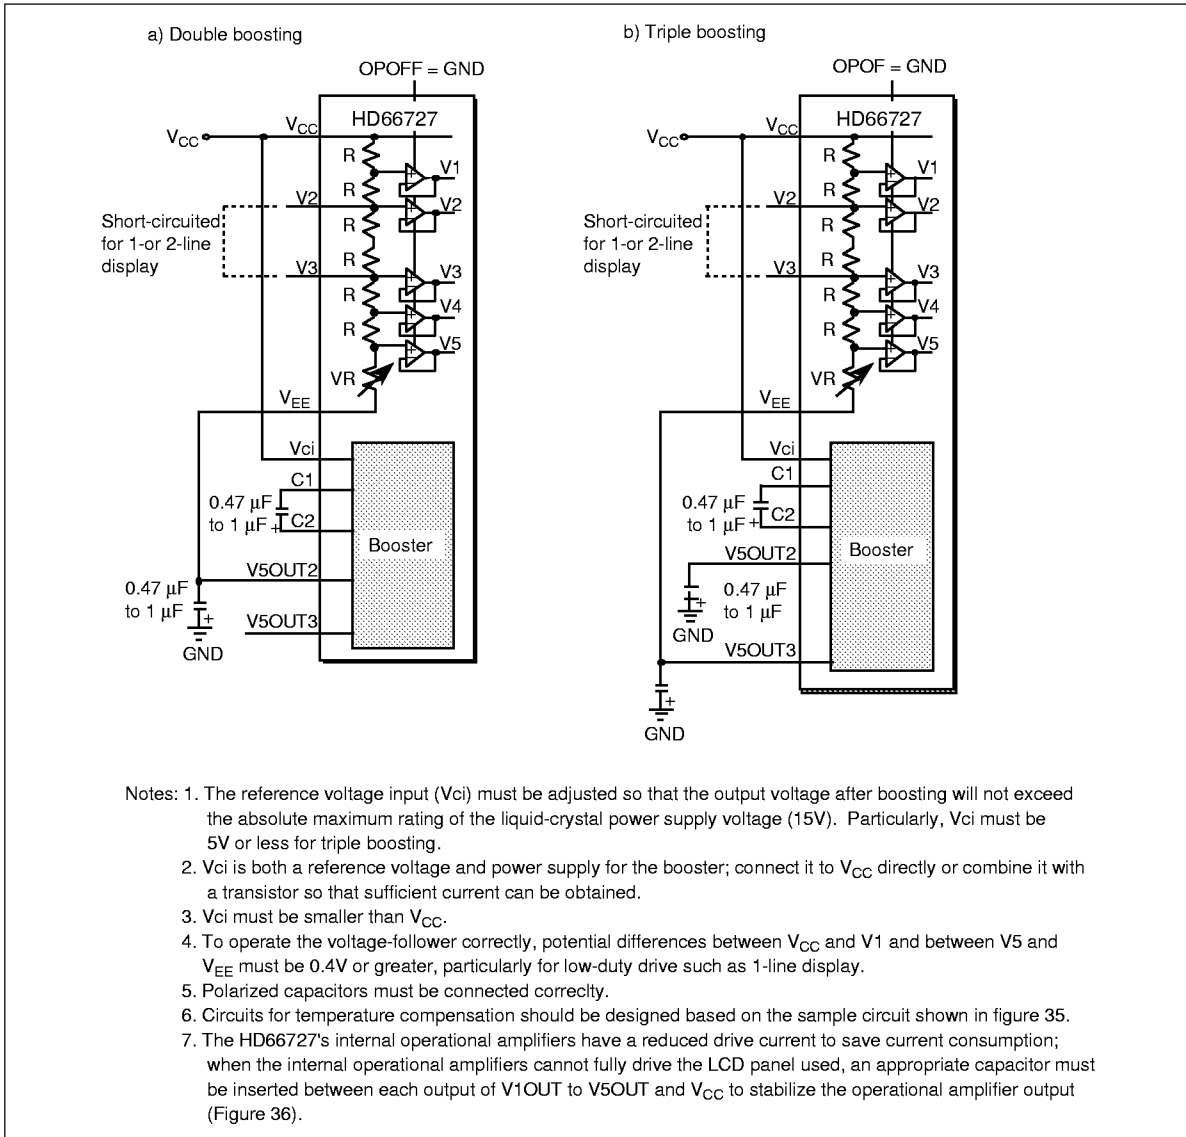 a) Double boosting
OPOFF = GND
HD66727
VCC
VCC
R
V1
R
V2
V2
Short-circuited
for 1-or 2-line
display
R
R
V3
V3
R
V4
R
V5
VR
VEE
Vci
C1
0.47 µF
to 1 µF
+
C2
Booster
V5OUT2
0.47 µF
to 1 µF
+
V5OUT3
GND
b) Triple boosting
OPOF = GND
HD66727
VCC
VCC
R
V1
R
V2
V2
Short-circuited
for 1-or 2-line
display
R
R
V3
V3
R
V4
R
V5
VR
VEE
Vci
C1
0.47 µF
to 1 µF
+
C2
Booster
V5OUT2
0.47 µF
to 1 µF
+
GND
V5OUT3
+
GND
Notes: 1. The reference voltage input (Vci) must be adjusted so that the output voltage after boosting will not exceed
the absolute maximum rating of the liquid-crystal power supply voltage (15V). Particularly, Vci must be
5V or less for triple boosting.
2. Vci is both a reference voltage and power supply for the booster; connect it to VCC directly or combine it with
a transistor so that sufficient current can be obtained.
3. Vci must be smaller than VCC.
4. To operate the voltage-follower correctly, potential differences between VCC and V1 and between V5 and
VEE must be 0.4V or greater, particularly for low-duty drive such as 1-line display.
5. Polarized capacitors must be connected correclty.
6. Circuits for temperature compensation should be designed based on the sample circuit shown in figure 35.
7. The HD66727's internal operational amplifiers have a reduced drive current to save current consumption;
when the internal operational amplifiers cannot fully drive the LCD panel used, an appropriate capacitor must
be inserted between each output of V1OUT to V5OUT and VCC to stabilize the operational amplifier output
(Figure 36).